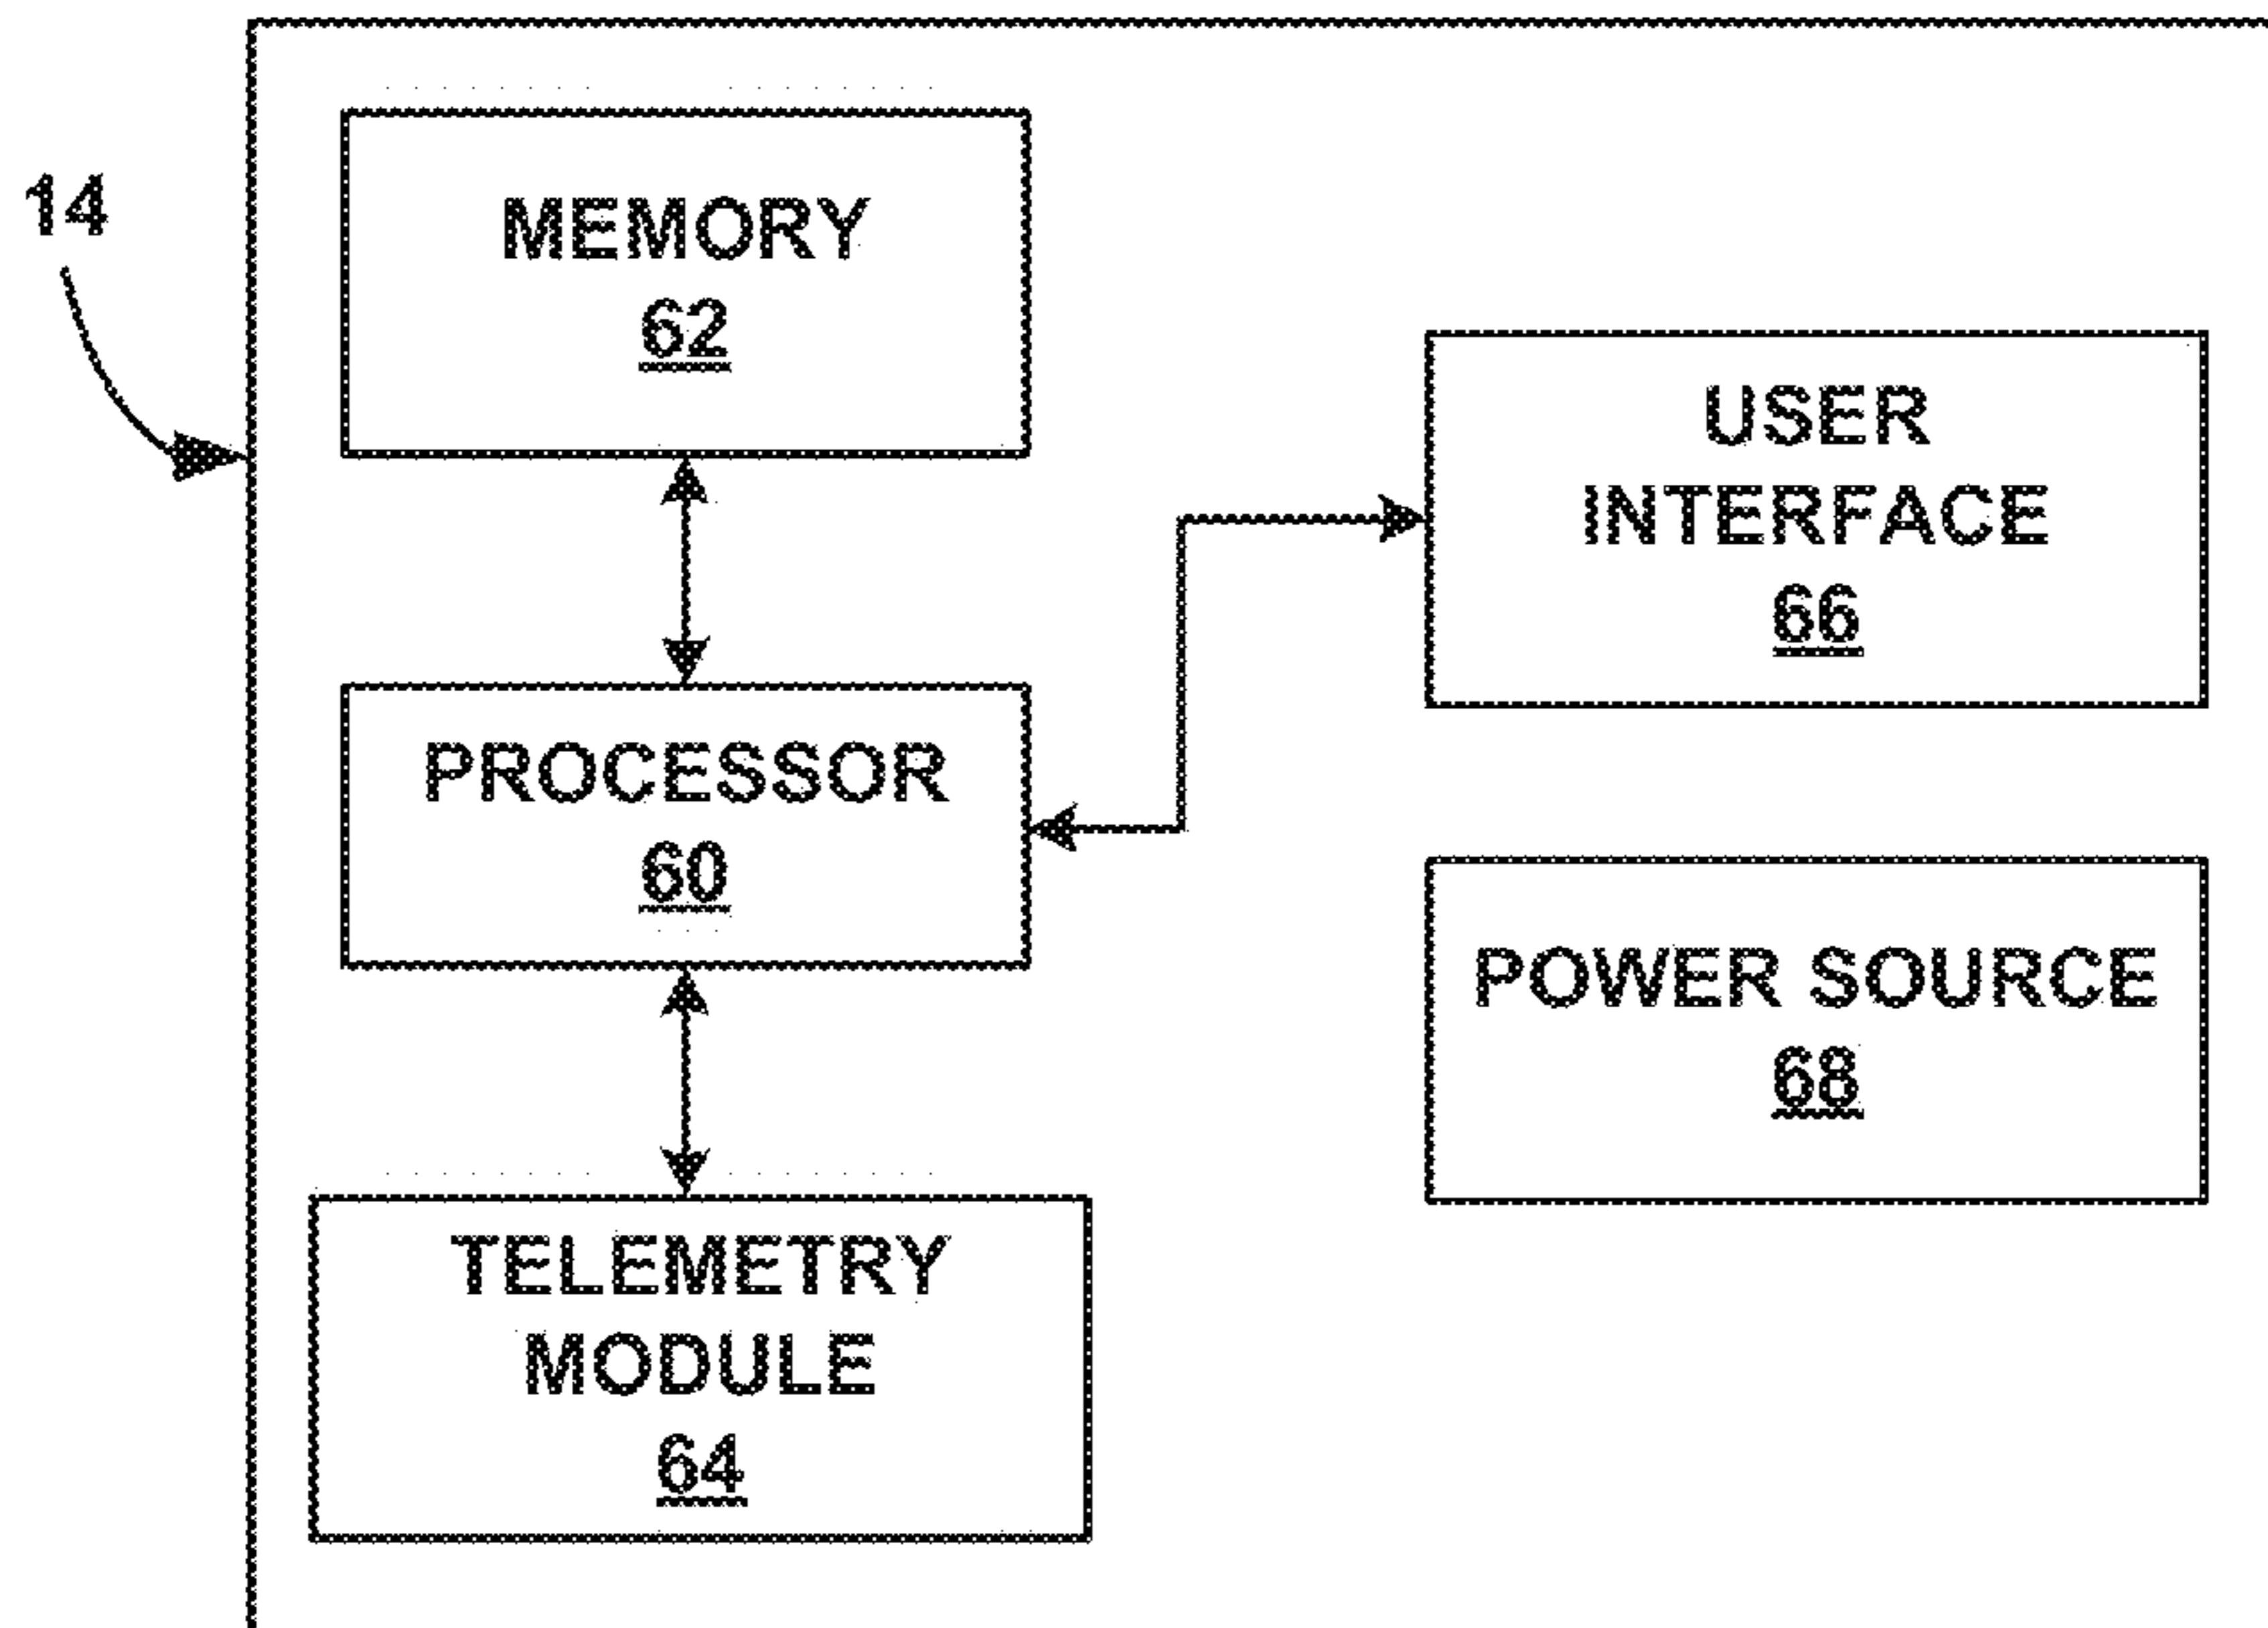 14
MEMORY
62
USER
INTERFACE
66
PROCESSOR
60
POWER SOURCE
68
TELEMETRY
MODULE
64